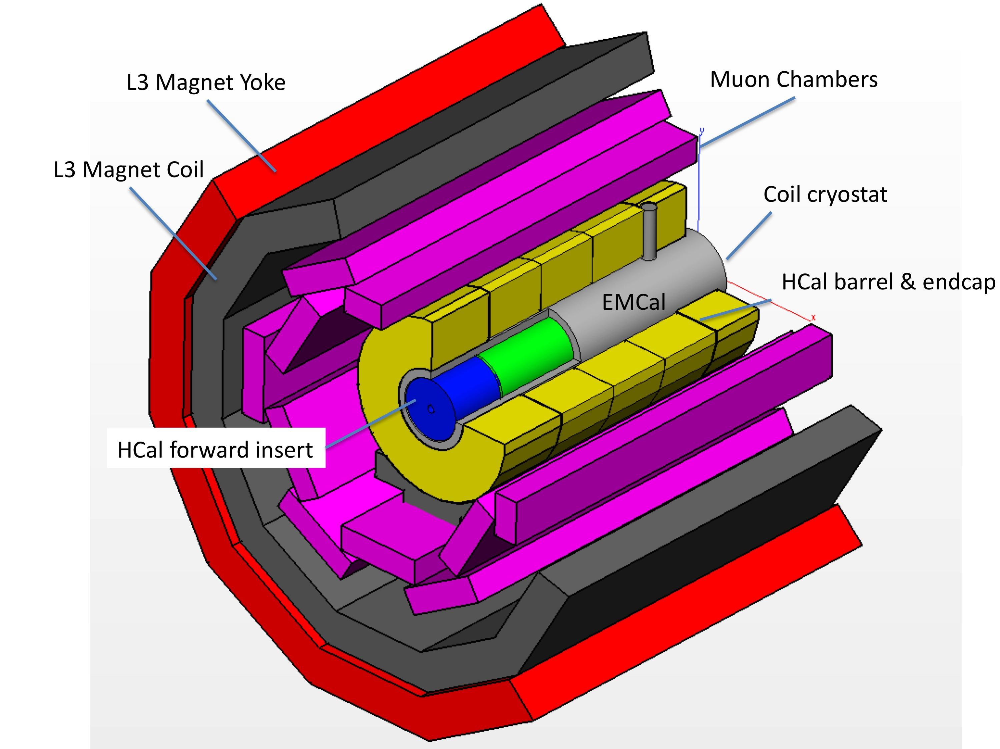 L3 Magnet Yoke
Muon Chambers
L3 Magnet Coil
y
Coil cryostat
HCal barrel & endcap
EMCal
x
HCal forward insert